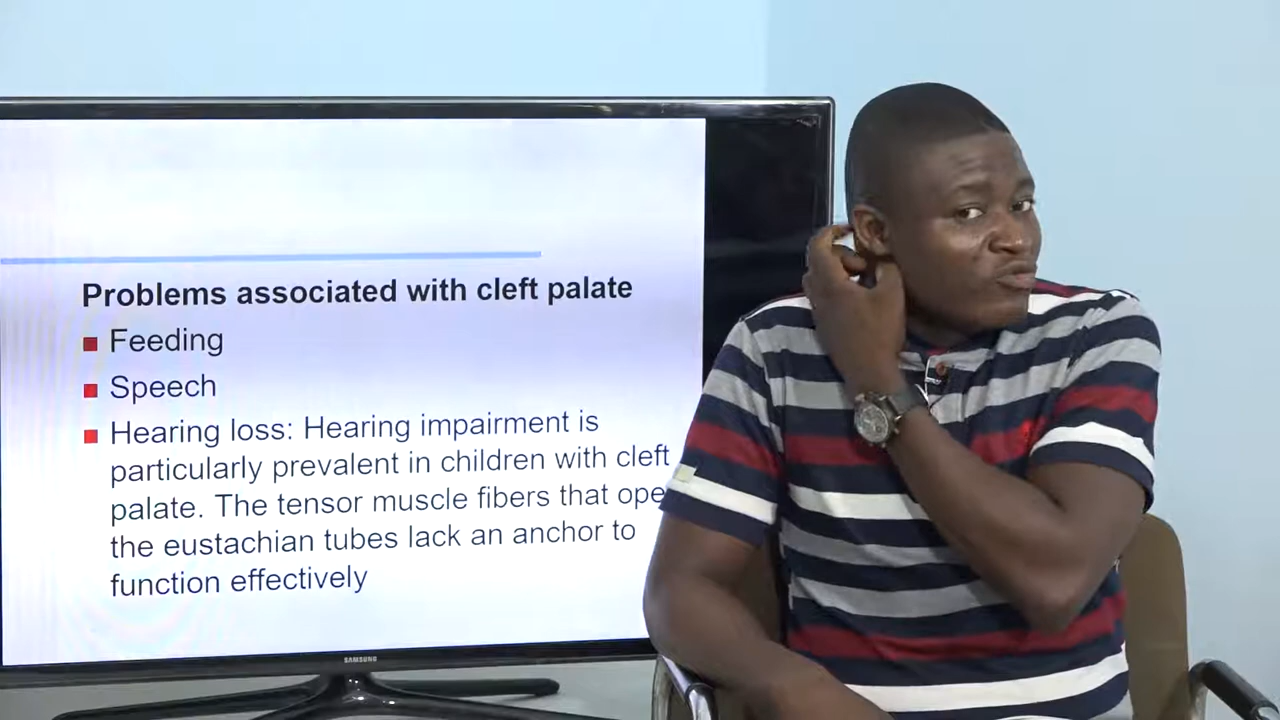 Problems associated with cleft palate
Feeding
Speech
Hearing loss: Hearing impairment is
particularly prevalent in children with cleft
palate. The tensor muscle fibers that ope
the eustachian tubes lack an anchor to
function effectively
SAMSUNG